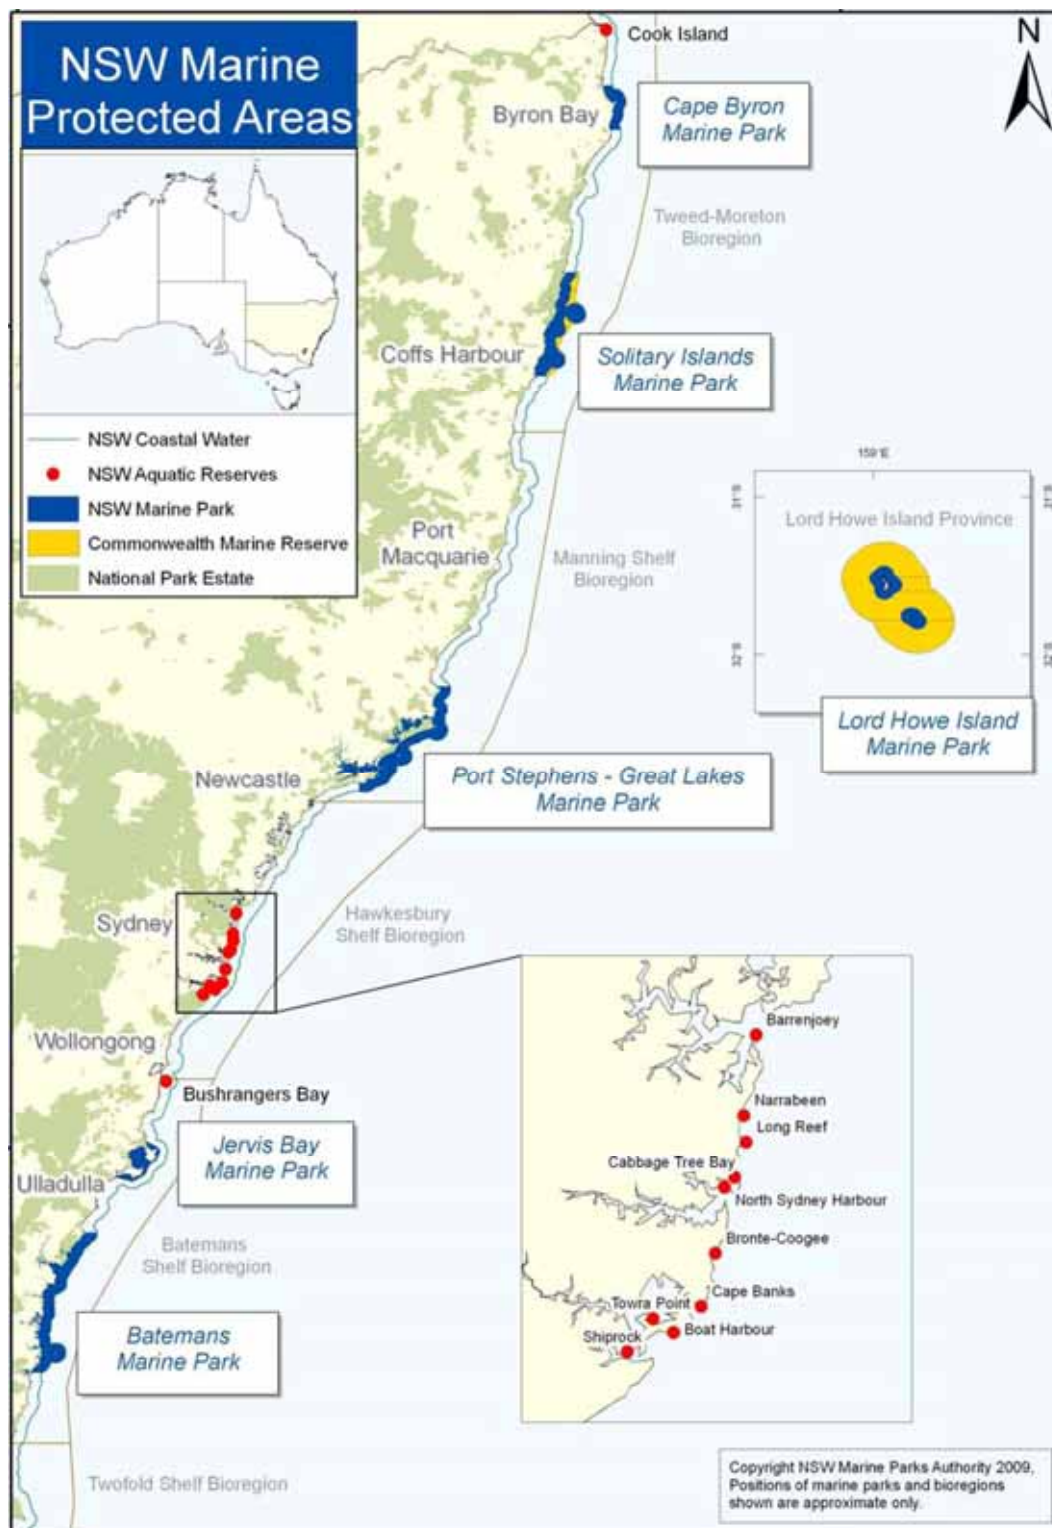 NSW Marine
Protected Areas
NSW Coastal Water
NSW Aquatic Reserves
NSW Marine Park
Commonwealth Marine Reserve
National Park Estate
N
Cook Island
Byron Bay
Cape Byron
Marine Park
Tweed-Moreton
Bioregion
Coffs Harbour
Solitary Islands
Marine Park
Port
Macquarie
Manning Shelf
Bioregion
159°E
31°S
31°S
Lord Howe Island Province
32°S
32°S
Lord Howe Island
Marine Park
Newcastle
Port Stephens - Great Lakes
Marine Park
Sydney
Hawkesbury
Shelf Bioregion
Wollongong
Bushrangers Bay
Jervis Bay
Marine Park
Ulladulla
Batemans
Shelf Bioregion
Batemans
Marine Park
Twofold Shelf Bioregion
Barrenjoey
Narrabeen
Long Reef
Cabbage Tree Bay
North Sydney Harbour
Bronte-Coogee
Cape Banks
Towra Point
Boat Harbour
Shiprock
Copyright NSW Marine Parks Authority 2009,
Positions of marine parks and bioregions
shown are approximate only.